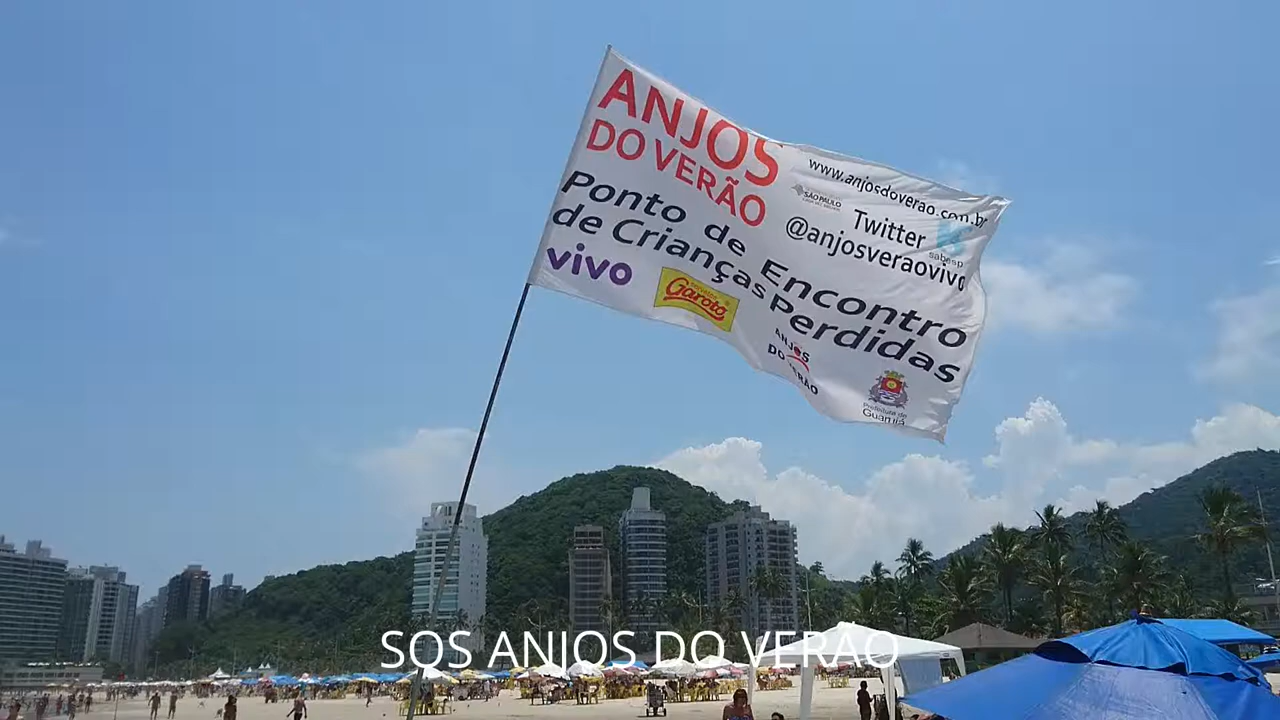 ANJOS
DO VERÃO
www.anjosdoverao.com.br
SÃO PAULO
Twitter
@anjosveraovivo
sabesp
Ponto de Encontro
de Crianças Perdidas
vivo
Garoto
ANJOS
DO VERÃO
Prefeitura de
Guarujá
SOS ANJOS DO VERÃO